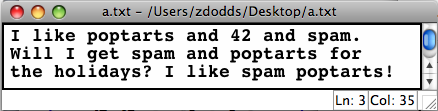 a.txt - /Users/zdodds/Desktop/a.txt
I like poptarts and 42 and spam.
Will I get spam and poptarts for
the holidays? I like spam poptarts!
Ln: 3 Col: 35